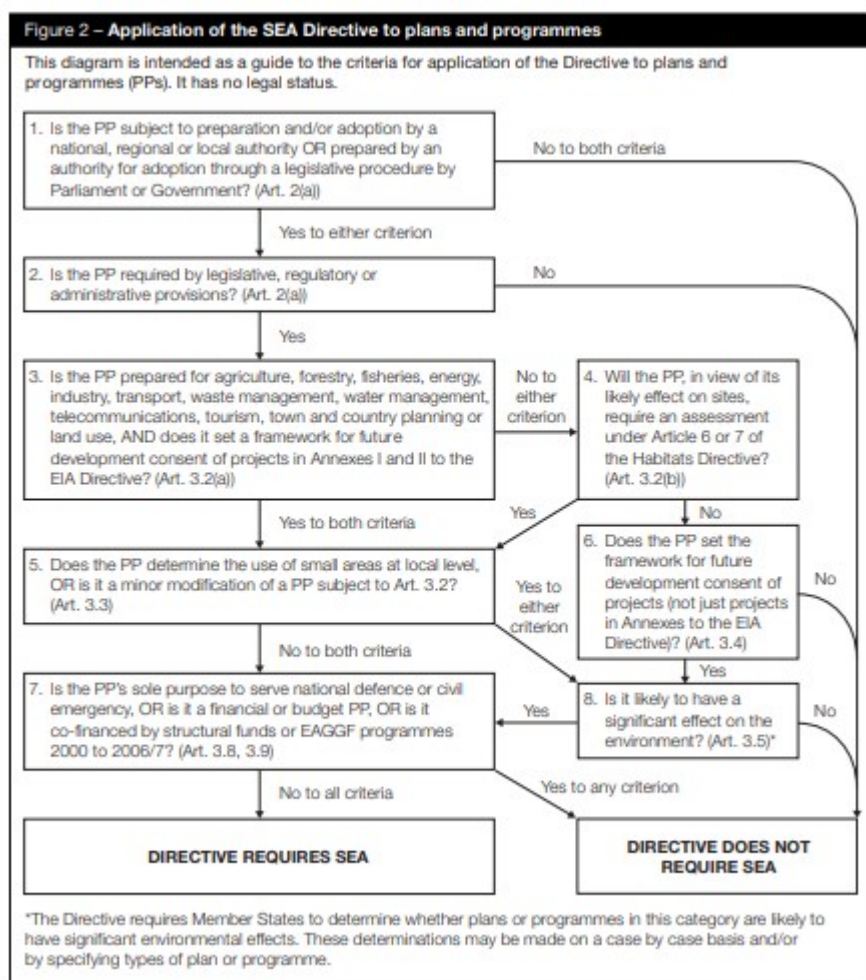 Figure 2 – Application of the SEA Directive to plans and programmes
This diagram is intended as a guide to the criteria for application of the Directive to plans and
programmes (PPs). It has no legal status.
1. Is the PP subject to preparation and/or adoption by a
national, regional or local authority OR prepared by an
authority for adoption through a legislative procedure by
Parliament or Government? (Art. 2(a))
No to both criteria
Yes to either criterion
2. Is the PP required by legislative, regulatory or
administrative provisions? (Art. 2(a))
No
Yes
3. Is the PP prepared for agriculture, forestry, fisheries, energy,
industry, transport, waste management, water management,
telecommunications, tourism, town and country planning or
land use, AND does it set a framework for future
development consent of projects in Annexes I and II to the
EIA Directive? (Art. 3.2(a))
No to
either
criterion
4. Will the PP, in view of its
likely effect on sites,
require an assessment
under Article 6 or 7 of
the Habitats Directive?
(Art. 3.2(b))
Yes to both criteria
Yes
No
5. Does the PP determine the use of small areas at local level,
OR is it a minor modification of a PP subject to Art. 3.2?
(Art. 3.3)
Yes to
either
criterion
6. Does the PP set the
framework for future
development consent of
projects (not just projects
in Annexes to the EIA
Directive)? (Art. 3.4)
No
No to both criteria
Yes
7. Is the PP's sole purpose to serve national defence or civil
emergency, OR is it a financial or budget PP, OR is it
co-financed by structural funds or EAGGF programmes
2000 to 2006/7? (Art. 3.8, 3.9)
Yes
8. Is it likely to have a
significant effect on the
environment? (Art. 3.5)*
No
No to all criteria
Yes to any criterion
DIRECTIVE REQUIRES SEA
DIRECTIVE DOES NOT
REQUIRE SEA
*The Directive requires Member States to determine whether plans or programmes in this category are likely to
have significant environmental effects. These determinations may be made on a case by case basis and/or
by specifying types of plan or programme.